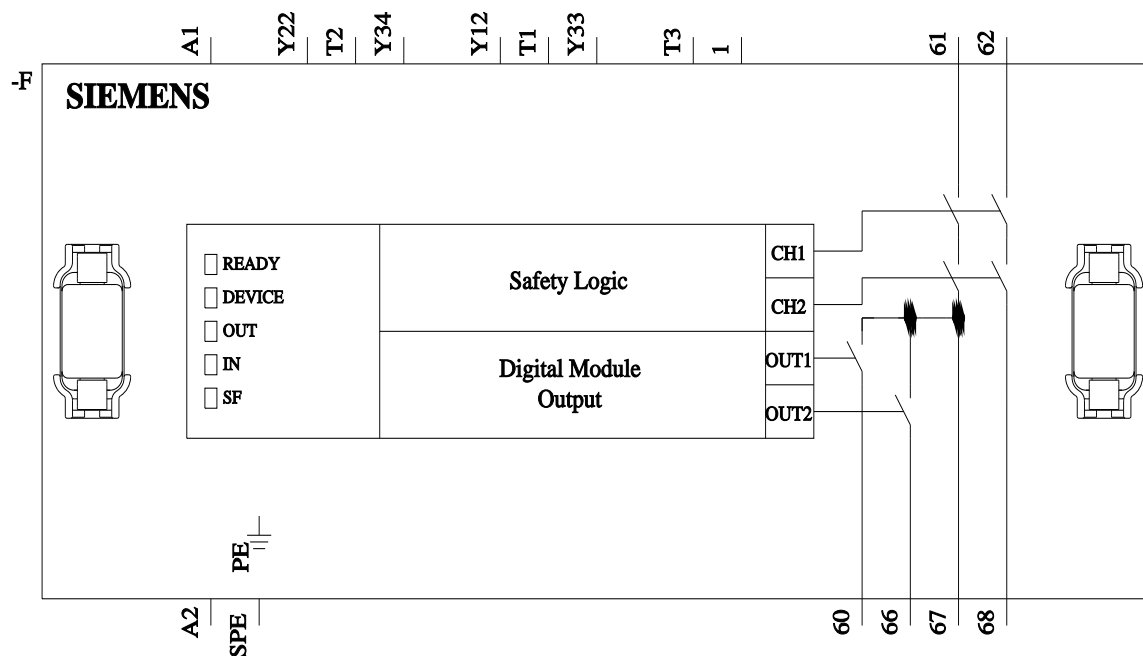 A1
Y22
T2
Y34
Y12
T1
Y33
T3
1
61
62
-F
SIEMENS
READY
DEVICE
OUT
IN
SF
Safety Logic
Digital Module
Output
CH1
CH2
OUT1
OUT2
PE
A2
SPE
60
66
67
68